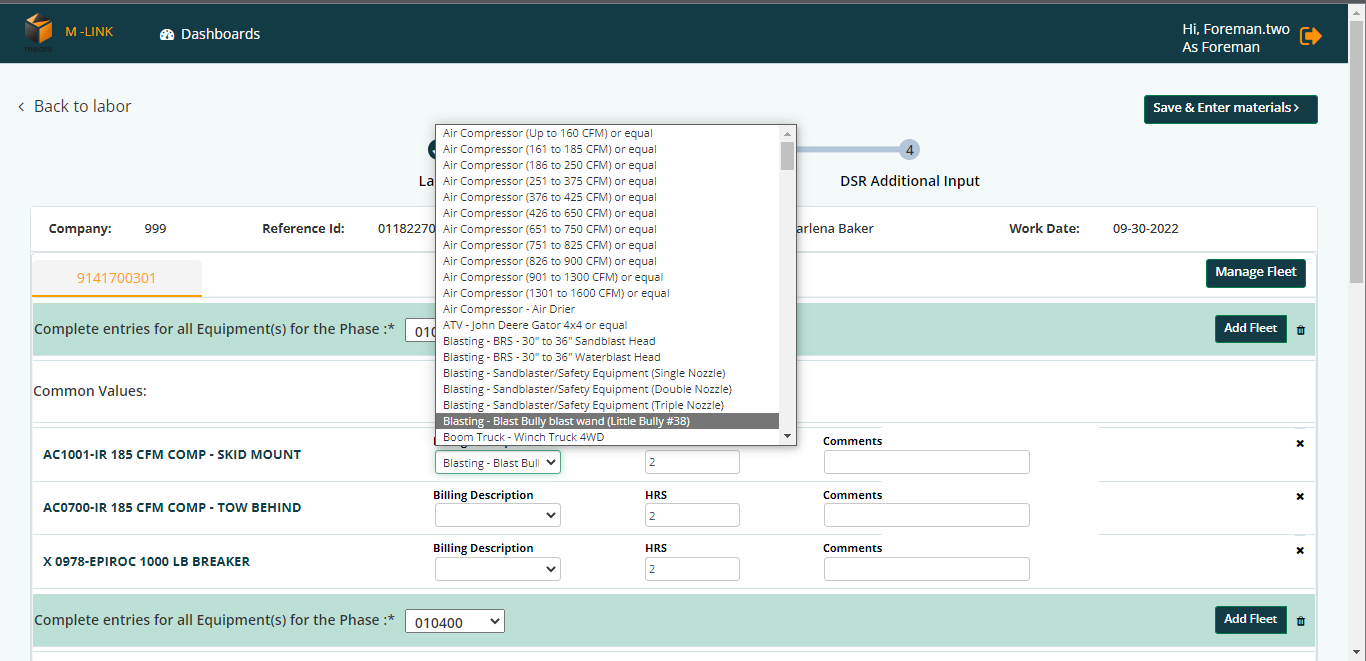 M -LINK
Dashboards
Hi, Foreman.two
As Foreman
Back to labor
Save & Enter materials
4
La
DSR Additional Input
Air Compressor (Up to 160 CFM) or equal
Air Compressor (161 to 185 CFM) or equal
Air Compressor (186 to 250 CFM) or equal
Air Compressor (251 to 375 CFM) or equal
Air Compressor (376 to 425 CFM) or equal
Air Compressor (426 to 650 CFM) or equal
Air Compressor (651 to 750 CFM) or equal
Air Compressor (751 to 825 CFM) or equal
Air Compressor (826 to 900 CFM) or equal
Air Compressor (901 to 1300 CFM) or equal
Air Compressor (1301 to 1600 CFM) or equal
Air Compressor - Air Drier
ATV - John Deere Gator 4x4 or equal
Blasting - BRS - 30" to 36" Sandblast Head
Blasting - BRS - 30" to 36" Waterblast Head
Blasting - Sandblaster/Safety Equipment (Single Nozzle)
Blasting - Sandblaster/Safety Equipment (Double Nozzle)
Blasting - Sandblaster/Safety Equipment (Triple Nozzle)
Blasting - Blast Bully blast wand (Little Bully #38)
Boom Truck - Winch Truck 4WD
Company: 999 Reference Id: 01182270 arlena Baker Work Date: 09-30-2022
9141700301
Manage Fleet
Complete entries for all Equipment(s) for the Phase :* 010 Add Fleet
Common Values:
Comments
AC1001-IR 185 CFM COMP - SKID MOUNT Blasting - Blast Bull 2
Billing Description HRS Comments
AC0700-IR 185 CFM COMP - TOW BEHIND 2
Billing Description HRS Comments
X 0978-EPIROC 1000 LB BREAKER 2
Complete entries for all Equipment(s) for the Phase :* 010400 Add Fleet